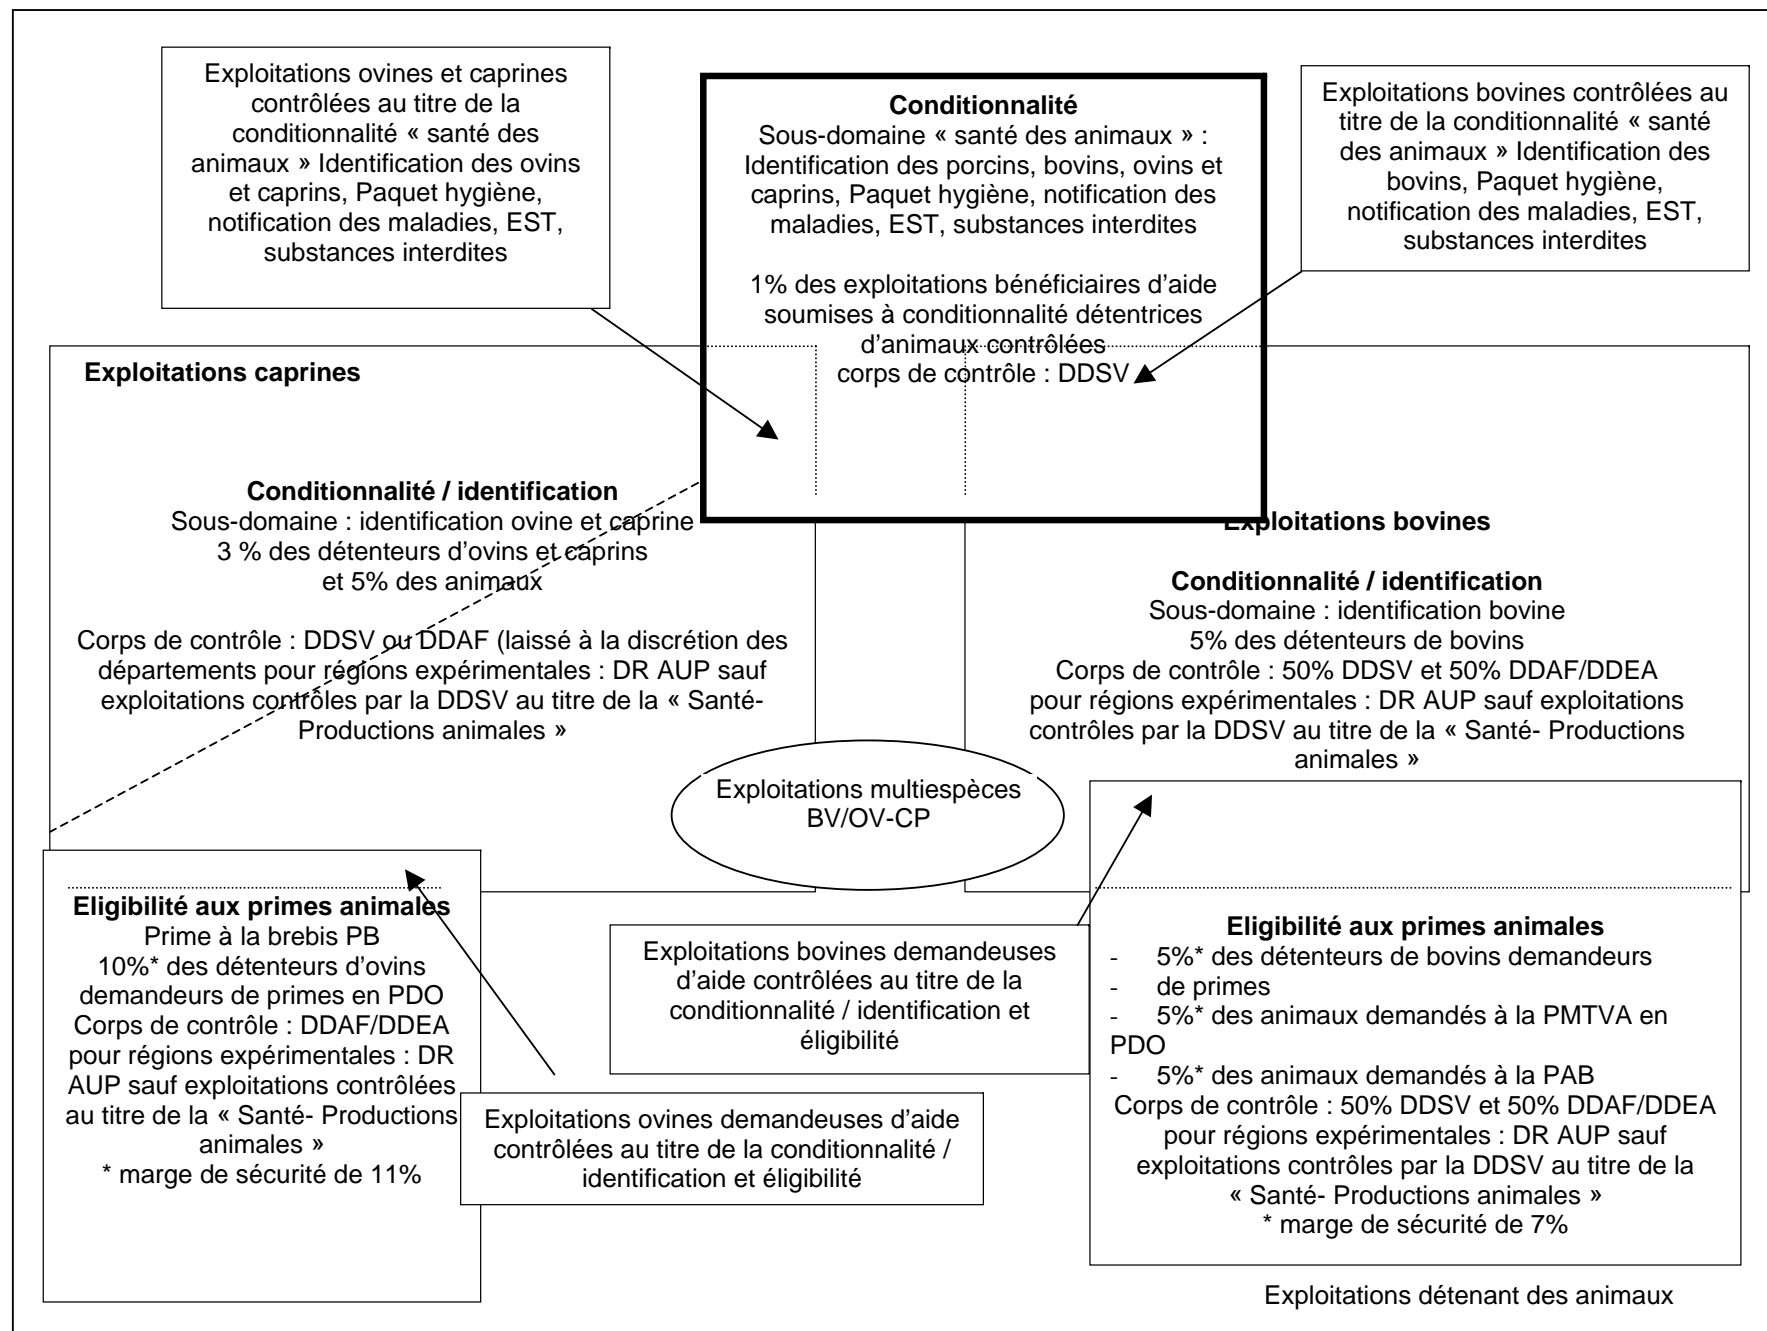 Exploitations ovines et caprines
contrôlées au titre de la
conditionnalité « santé des
animaux » Identification des ovins
et caprins, Paquet hygiène,
notification des maladies, EST,
substances interdites
Conditionnalité
Sous-domaine « santé des animaux » :
Identification des porcins, bovins, ovins et
caprins, Paquet hygiène, notification des
maladies, EST, substances interdites
1% des exploitations bénéficiaires d'aide
soumises à conditionnalité détentrices
d'animaux contrôlées
corps de contrôle : DDSV
Exploitations bovines contrôlées au
titre de la conditionnalité « santé
des animaux » Identification des
bovins, Paquet hygiène,
notification des maladies, EST,
substances interdites
Exploitations caprines
Conditionnalité / identification
Sous-domaine : identification ovine et caprine
3 % des détenteurs d'ovins et caprins
et 5% des animaux
Corps de contrôle : DDSV ou DDAF (laissé à la discrétion des
départements pour régions expérimentales : DR AUP sauf
exploitations contrôles par la DDSV au titre de la « Santé-
Productions animales »
Exploitations bovines
Conditionnalité / identification
Sous-domaine : identification bovine
5% des détenteurs de bovins
Corps de contrôle : 50% DDSV et 50% DDAF/DDEA
pour régions expérimentales : DR AUP sauf exploitations
contrôles par la DDSV au titre de la « Santé- Productions
animales »
Exploitations multiespèces
BV/OV-CP
Eligibilité aux primes animales
Prime à la brebis PB
10%* des détenteurs d'ovins
demandeurs de primes en PDO
Corps de contrôle : DDAF/DDEA
pour régions expérimentales : DR
AUP sauf exploitations contrôlées
au titre de la « Santé- Productions
animales »
* marge de sécurité de 11%
Exploitations bovines demandeuses
d'aide contrôlées au titre de la
conditionnalité / identification et
éligibilité
Exploitations ovines demandeuses d'aide
contrôlées au titre de la conditionnalité /
identification et éligibilité
Eligibilité aux primes animales
- 5%* des détenteurs de bovins demandeurs
- de primes
- 5%* des animaux demandés à la PMTVA en
PDO
- 5%* des animaux demandés à la PAB
Corps de contrôle : 50% DDSV et 50% DDAF/DDEA
pour régions expérimentales : DR AUP sauf
exploitations contrôles par la DDSV au titre de la
« Santé- Productions animales »
* marge de sécurité de 7%
Exploitations détenant des animaux